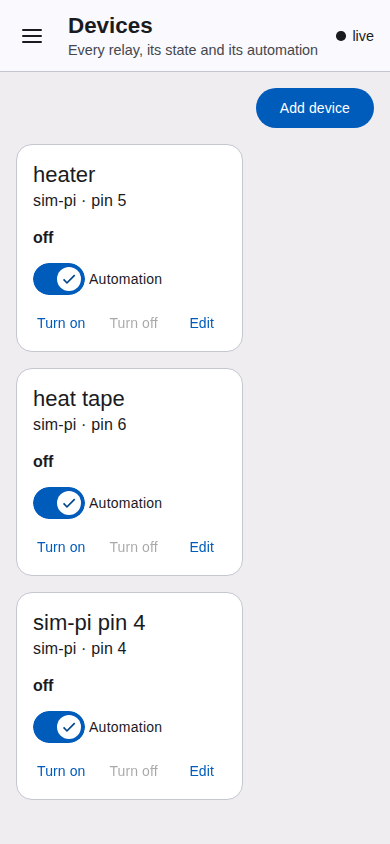 Devices
Every relay, its state and its automation
live
Add device
heater
sim-pi · pin 5
off
Automation
Turn on Turn off Edit
heat tape
sim-pi · pin 6
off
Automation
Turn on Turn off Edit
sim-pi pin 4
sim-pi · pin 4
off
Automation
Turn on Turn off Edit